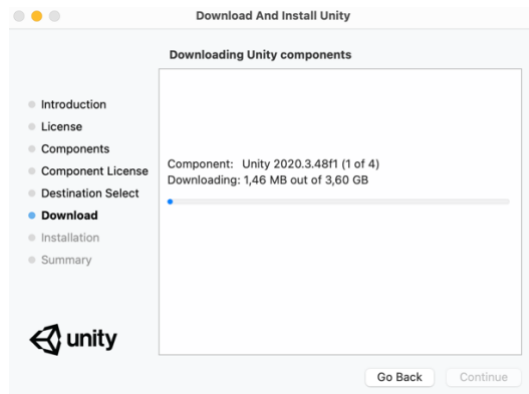 Download And Install Unity
Downloading Unity components
Introduction
License
Components
Component License
Destination Select
Download
Installation
Summary
Component: Unity 2020.3.48f1 (1 of 4)
Downloading: 1,46 MB out of 3,60 GB
unity
Go Back
Continue